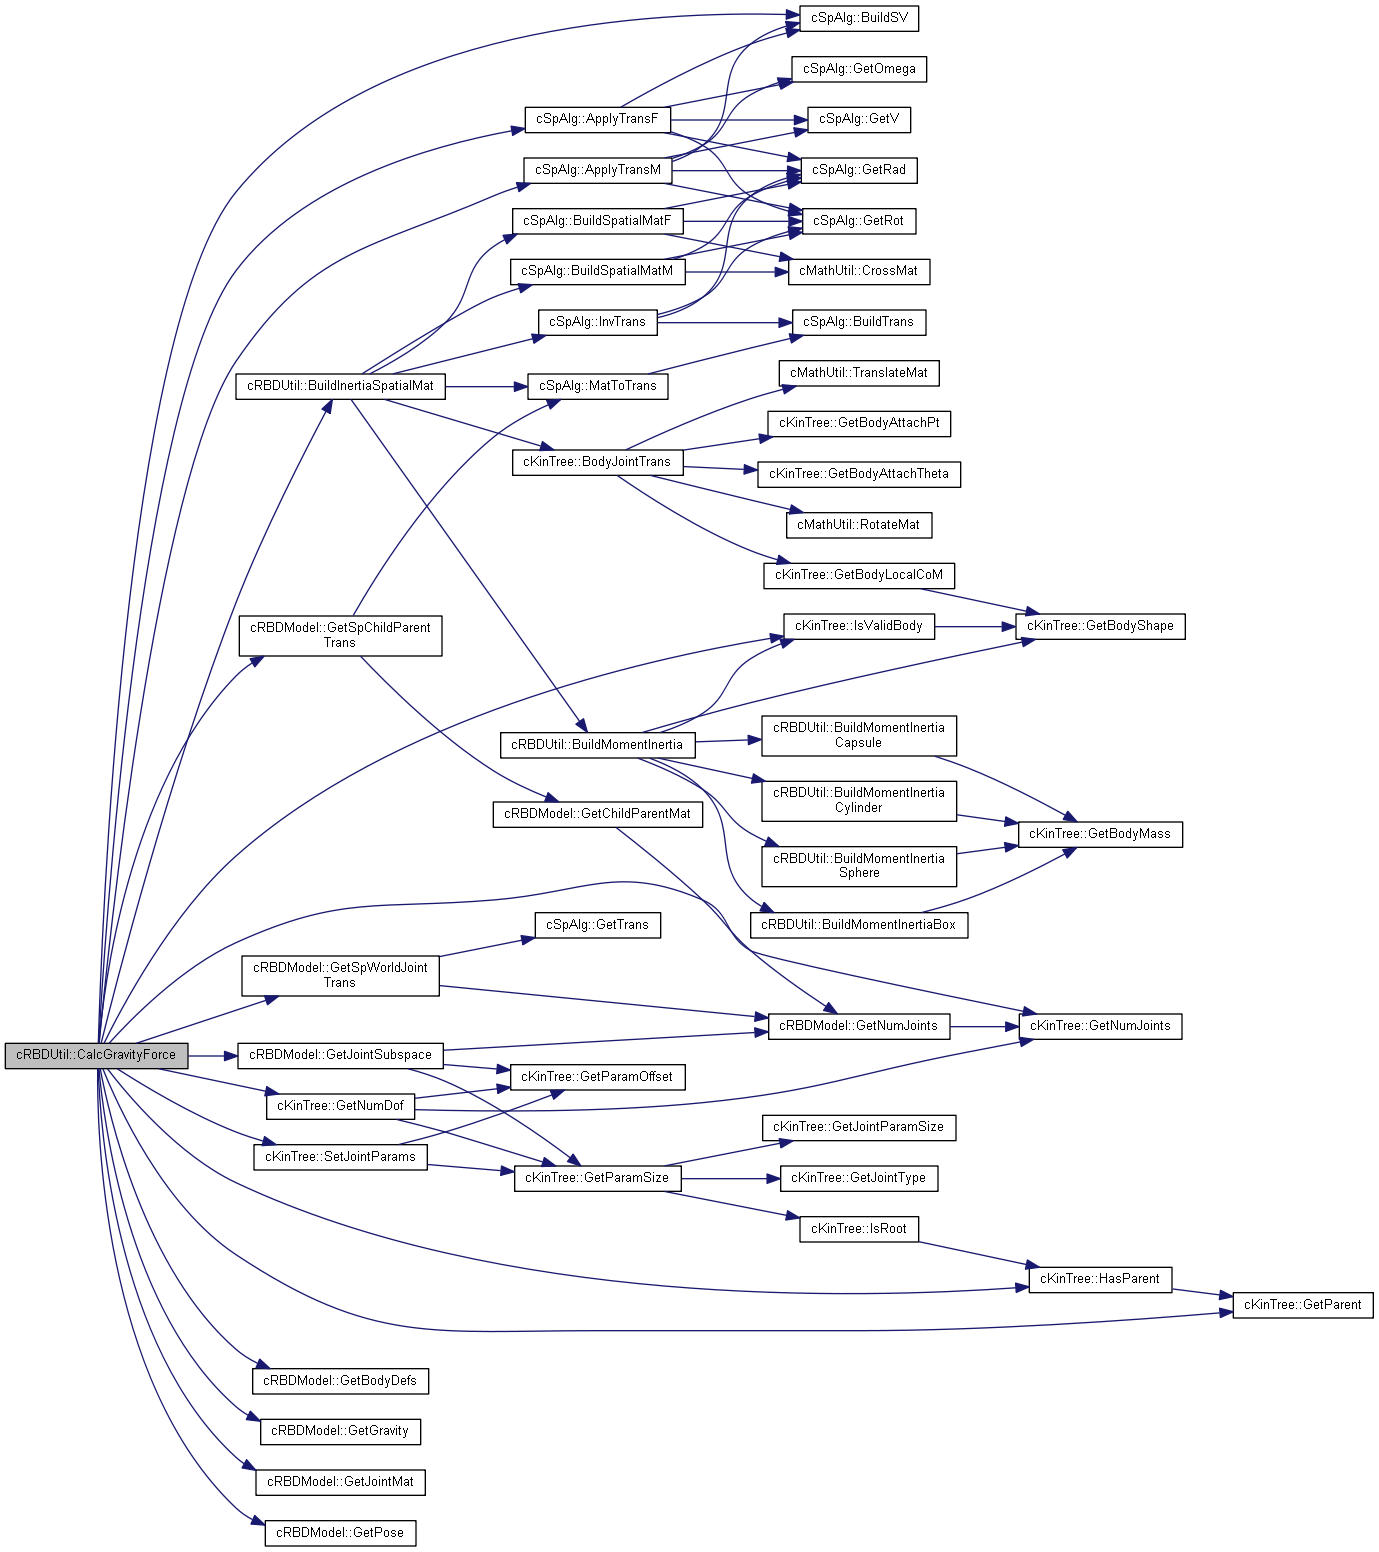 cSpAlg::BuildSV
cSpAlg::GetOmega
cSpAlg::ApplyTransF
cSpAlg::GetV
cSpAlg::ApplyTransM
cSpAlg::GetRad
cSpAlg::BuildSpatialMatF
cSpAlg::GetRot
cSpAlg::BuildSpatialMatM
cMathUtil::CrossMat
cSpAlg::InvTrans
cSpAlg::BuildTrans
cRBDUtil::BuildInertiaSpatialMat
cSpAlg::MatToTrans
cMathUtil::TranslateMat
cKinTree::GetBodyAttachPt
cKinTree::BodyJointTrans
cKinTree::GetBodyAttachTheta
cMathUtil::RotateMat
cKinTree::GetBodyLocalCoM
cRBDModel::GetSpChildParent
Trans
cKinTree::IsValidBody
cKinTree::GetBodyShape
cRBDUtil::BuildMomentInertia
cRBDUtil::BuildMomentInertia
Capsule
cRBDUtil::BuildMomentInertia
Cylinder
cRBDModel::GetChildParentMat
cKinTree::GetBodyMass
cRBDUtil::BuildMomentInertia
Sphere
cRBDUtil::BuildMomentInertiaBox
cSpAlg::GetTrans
cRBDModel::GetSpWorldJoint
Trans
cRBDModel::GetNumJoints
cKinTree::GetNumJoints
cRBDUtil::CalcGravityForce
cRBDModel::GetJointSubspace
cKinTree::GetParamOffset
cKinTree::GetNumDof
cKinTree::GetJointParamSize
cKinTree::SetJointParams
cKinTree::GetParamSize
cKinTree::GetJointType
cKinTree::IsRoot
cKinTree::HasParent
cKinTree::GetParent
cRBDModel::GetBodyDefs
cRBDModel::GetGravity
cRBDModel::GetJointMat
cRBDModel::GetPose